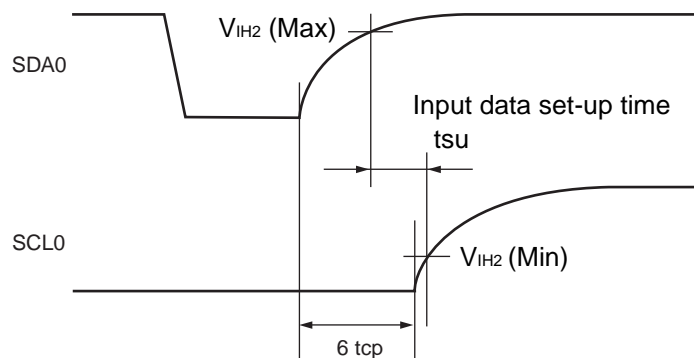 VIH2 (Max)
SDA0
Input data set-up time
tsu
SCL0
VIH2 (Min)
6 tcp